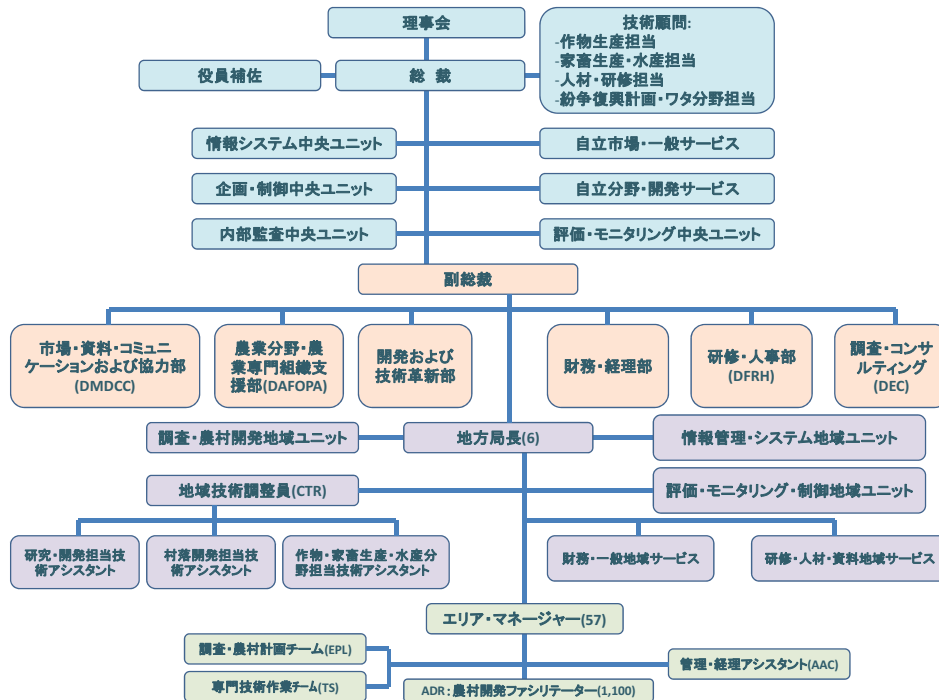 理事会
技術顧問:
-作物生産担当
-家畜生産・水産担当
-人材・研修担当
-紛争復興計画・ワタ分野担当
役員補佐
総 裁
情報システム中央ユニット
自立市場・一般サービス
企画・制御中央ユニット
自立分野・開発サービス
内部監査中央ユニット
評価・モニタリング中央ユニット
副総裁
市場・資料・コミュニ
ケーションおよび協力部
(DMDCC)
農業分野・農
業専門組織支
援部(DAFOPA)
開発および
技術革新部
財務・経理部
研修・人事部
(DFRH)
調査・コンサ
ルティング
(DEC)
調査・農村開発地域ユニット
地方局長(6)
情報管理・システム地域ユニット
地域技術調整員(CTR)
評価・モニタリング・制御地域ユニット
研究・開発担当技
術アシスタント
村落開発担当技
術アシスタント
作物・家畜生産・水産分
野担当技術アシスタント
財務・一般地域サービス
研修・人材・資料地域サービス
エリア・マネージャー(57)
調査・農村計画チーム(EPL)
管理・経理アシスタント(AAC)
専門技術作業チーム(TS)
ADR：農村開発ファシリテーター(1,100)